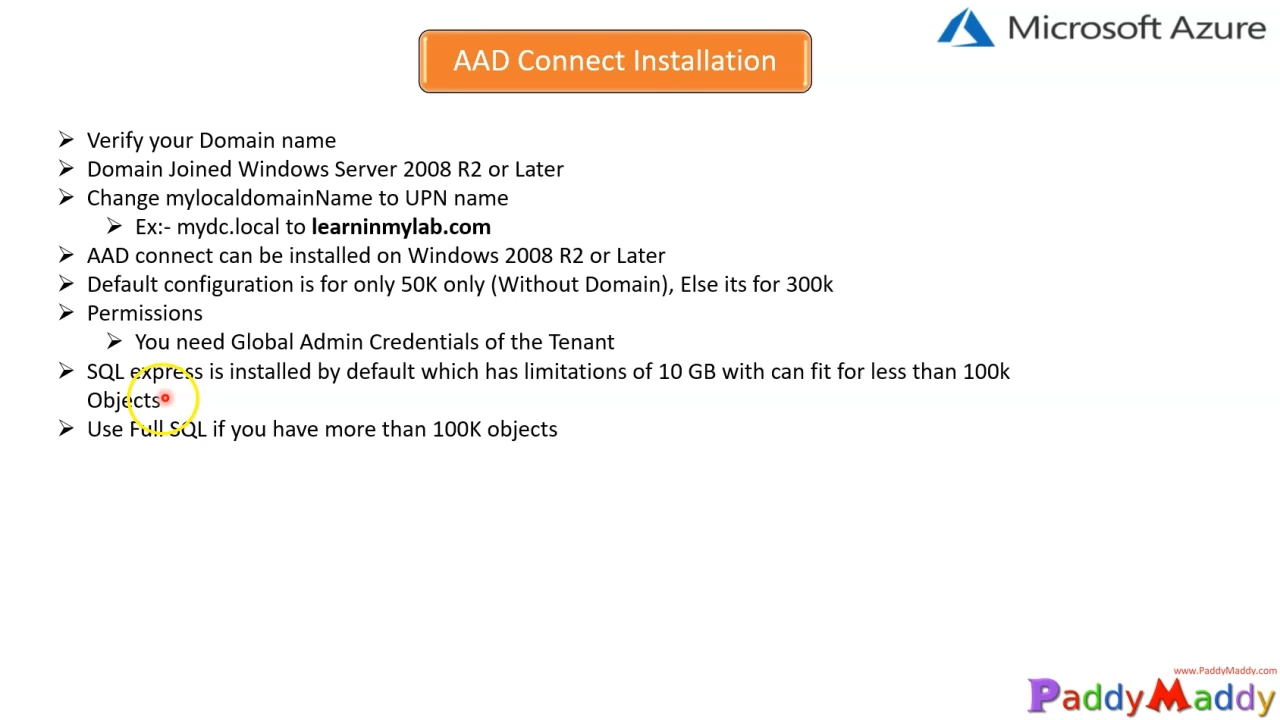 Microsoft Azure
AAD Connect Installation
Verify your Domain name
Domain Joined Windows Server 2008 R2 or Later
Change mylocaldomainName to UPN name
Ex:- mydc.local to learninmylab.com
AAD connect can be installed on Windows 2008 R2 or Later
Default configuration is for only 50K only (Without Domain), Else its for 300k
Permissions
You need Global Admin Credentials of the Tenant
SQL express is installed by default which has limitations of 10 GB with can fit for less than 100k
Objects
Use Full SQL if you have more than 100K objects
www.PaddyMaddy.com
PaddyMaddy